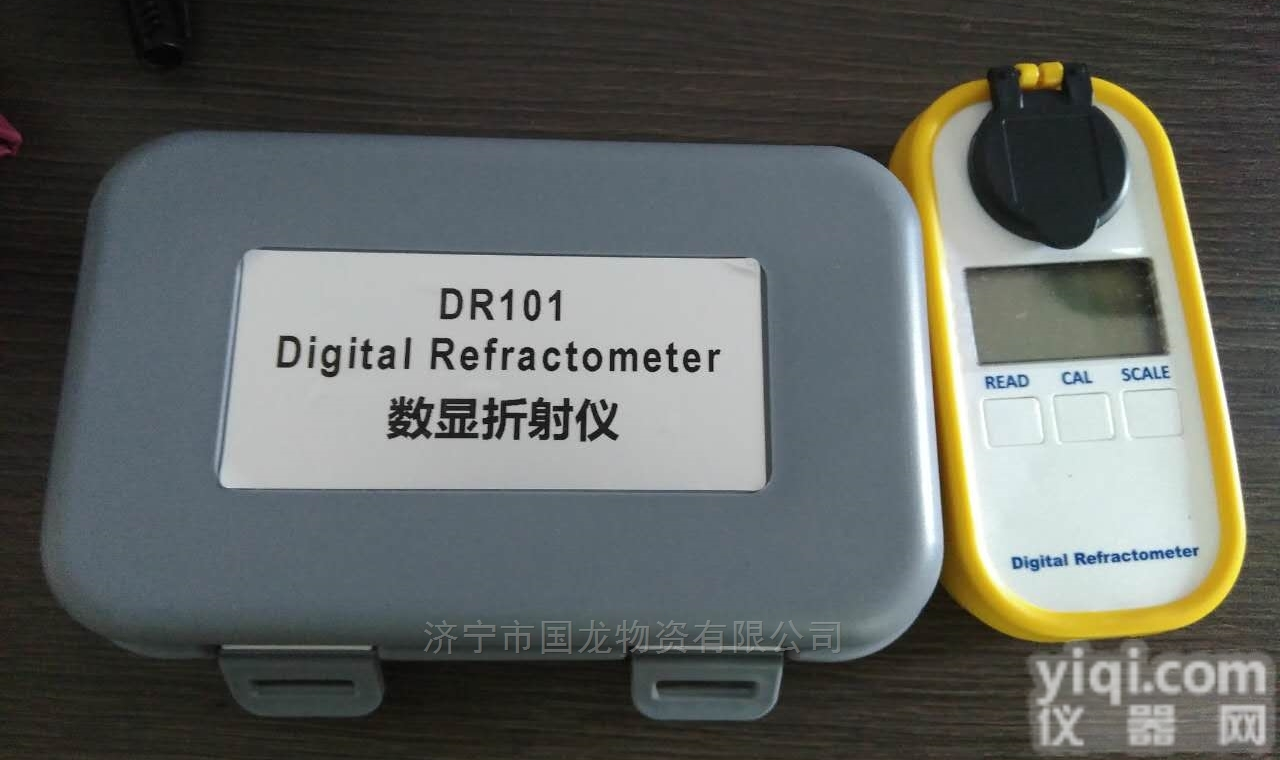 DR101
Digital Refractometer
数显折射仪
READ CAL SCALE
Digital Refractometer
济宁市国龙物资有限公司
yiqi.com
仪器网